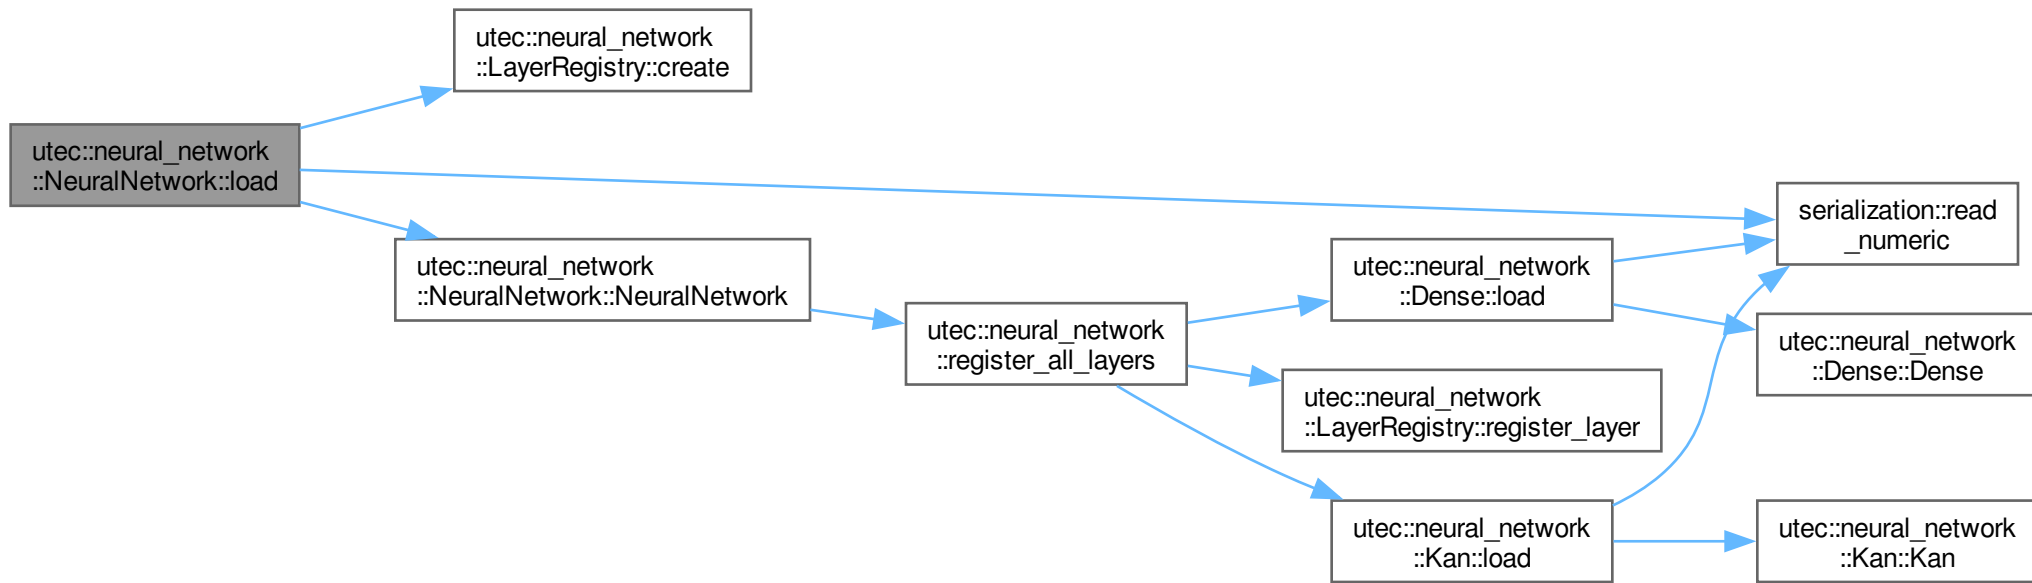 utec::neural_network
::LayerRegistry::create
utec::neural_network
::NeuralNetwork::load
serialization::read
_numeric
utec::neural_network
::NeuralNetwork::NeuralNetwork
utec::neural_network
::Dense::load
utec::neural_network
::register_all_layers
utec::neural_network
::Dense::Dense
utec::neural_network
::LayerRegistry::register_layer
utec::neural_network
::Kan::load
utec::neural_network
::Kan::Kan